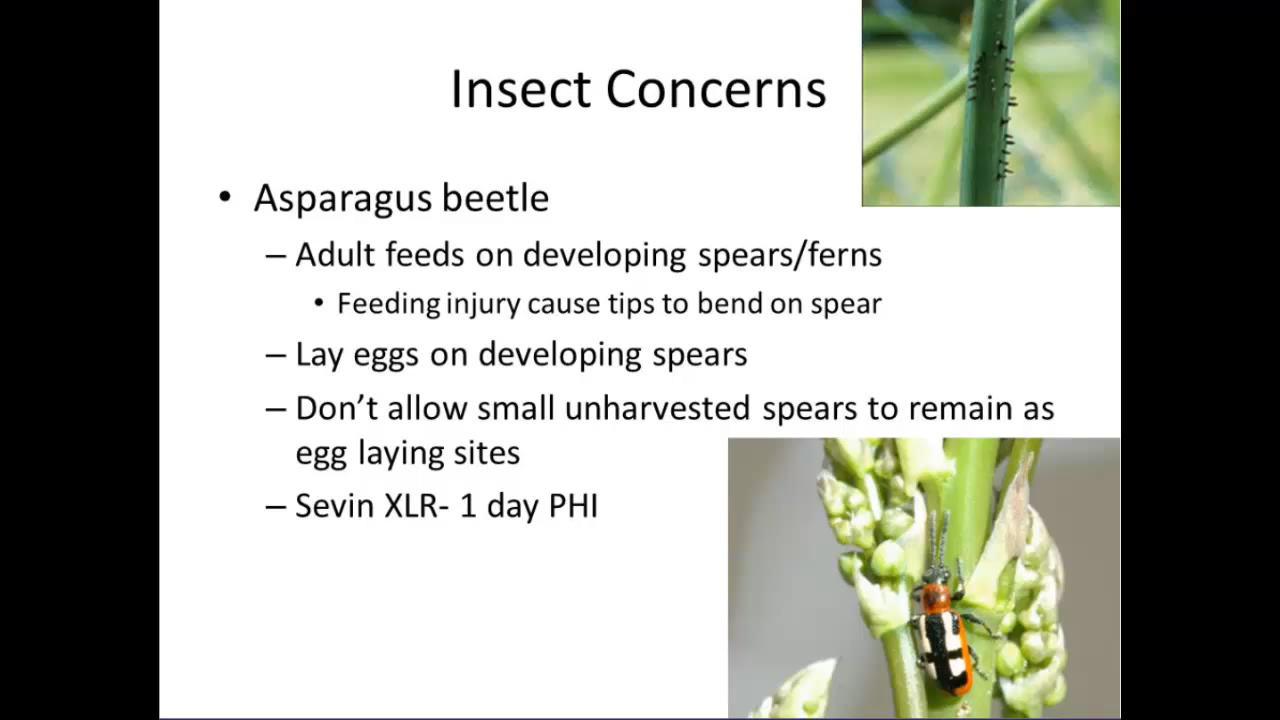 Insect Concerns
• Asparagus beetle
– Adult feeds on developing spears/ferns
• Feeding injury cause tips to bend on spear
– Lay eggs on developing spears
– Don’t allow small unharvested spears to remain as
egg laying sites
– Sevin XLR- 1 day PHI